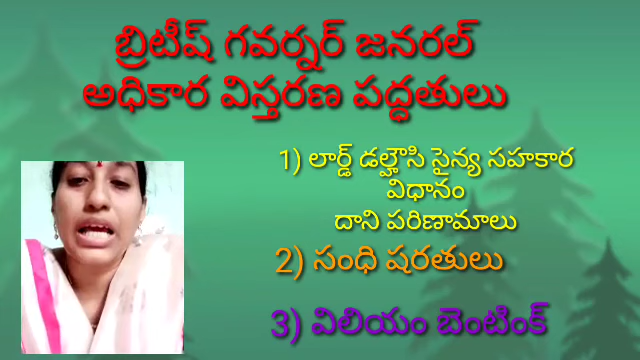 బ్రిటీష్ గవర్నర్ జనరల్
అధికార విస్తరణ పద్ధతులు
1) లార్డ్ డల్హౌసి సైన్య సహకార
విధానం
దాని పరిణామాలు
2) సంధి షరతులు
3) విలియం బెంటింక్